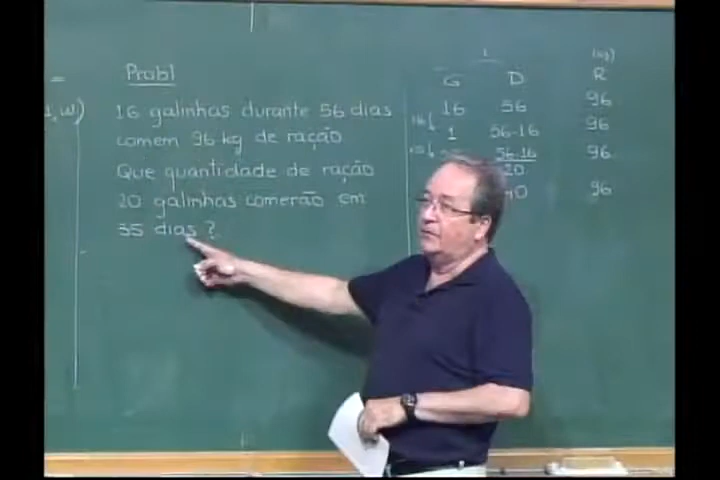 Probl
16 galinhas durante 56 dias
comem 96 kg de ração
Que quantidade de ração
20 galinhas comerão em
35 dias ?
(kg)
G D R
16 56 96
1 56-16 96
56-16 96
20
96